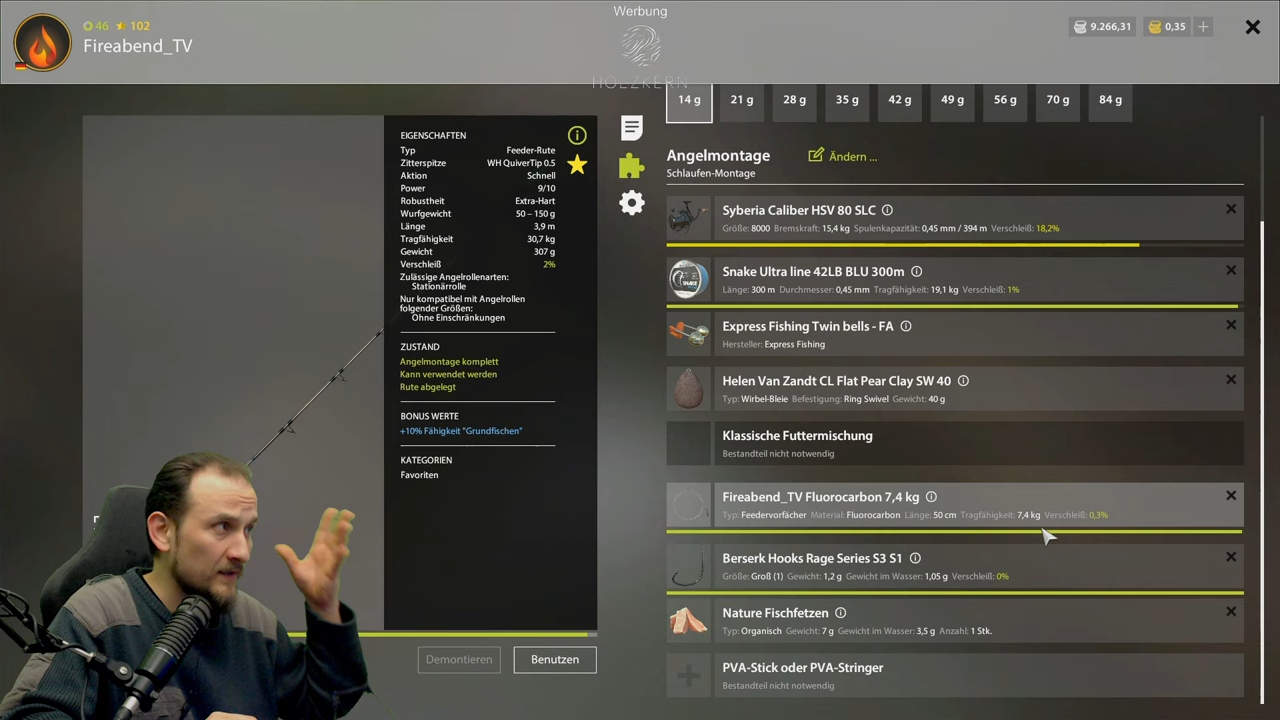 Werbung
46 102
Fireabend_TV
HOLZKERN
9.266,31
0,35
14 g
21 g
28 g
35 g
42 g
49 g
56 g
70 g
84 g
EIGENSCHAFTEN
Typ Feeder-Rute
Zitterspitze WH QuiverTip 0.5
Aktion Schnell
Power 9/10
Robustheit Extra-Hart
Wurfgewicht 50 – 150 g
Länge 3,9 m
Tragfähigkeit 30,7 kg
Gewicht 307 g
Verschleiß 2%
Zulässige Angelrollenarten:
Stationärrolle
Nur kompatibel mit Angelrollen
folgender Größen:
Ohne Einschränkungen
ZUSTAND
Angelmontage komplett
Kann verwendet werden
Rute abgelegt
BONUS WERTE
+10% Fähigkeit "Grundfischen"
KATEGORIEN
Favoriten
Demontieren
Benutzen
Angelmontage
Ändern ...
Schlaufen-Montage
Syberia Caliber HSV 80 SLC
Größe: 8000 Bremskraft: 15,4 kg Spulenkapazität: 0,45 mm / 394 m Verschleiß: 18,2%
Snake Ultra line 42LB BLU 300m
Länge: 300 m Durchmesser: 0,45 mm Tragfähigkeit: 19,1 kg Verschleiß: 1%
Express Fishing Twin bells - FA
Hersteller: Express Fishing
Helen Van Zandt CL Flat Pear Clay SW 40
Typ: Wirbel-Bleie Befestigung: Ring Swivel Gewicht: 40 g
Klassische Futtermischung
Bestandteil nicht notwendig
Fireabend_TV Fluorocarbon 7,4 kg
Typ: Feedervorfächer Material: Fluorocarbon Länge: 50 cm Tragfähigkeit: 7,4 kg Verschleiß: 0,3%
Berserk Hooks Rage Series S3 S1
Größe: Groß (1) Gewicht: 1,2 g Gewicht im Wasser: 1,05 g Verschleiß: 0%
Nature Fischfetzen
Typ: Organisch Gewicht: 7 g Gewicht im Wasser: 3,5 g Anzahl: 1 Stk.
PVA-Stick oder PVA-Stringer
Bestandteil nicht notwendig